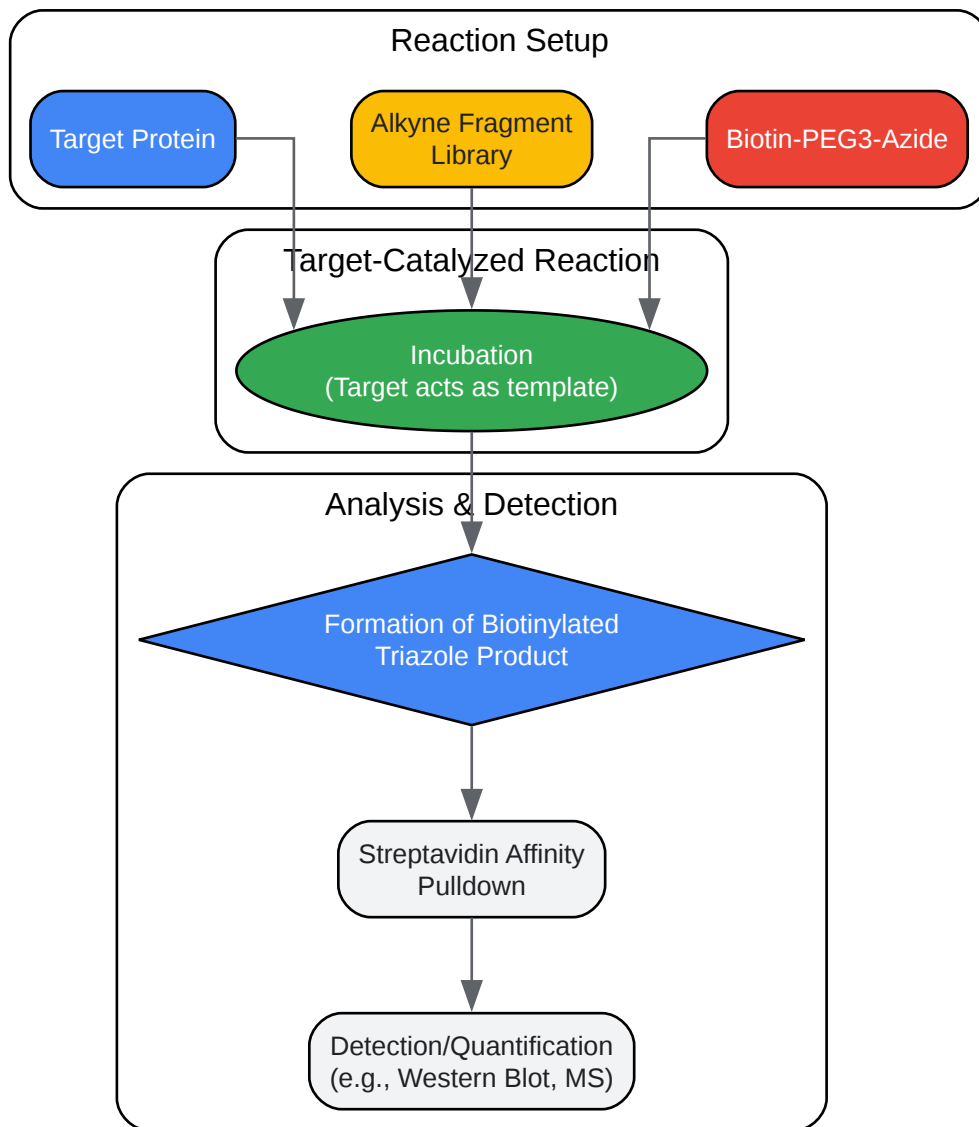 Reaction Setup
Target Protein
Alkyne Fragment
Library
Biotin-PEG3-Azide
Target-Catalyzed Reaction
Incubation
(Target acts as template)
Analysis & Detection
Formation of Biotinylated
Triazole Product
Streptavidin Affinity
Pulldown
Detection/Quantification
(e.g., Western Blot, MS)